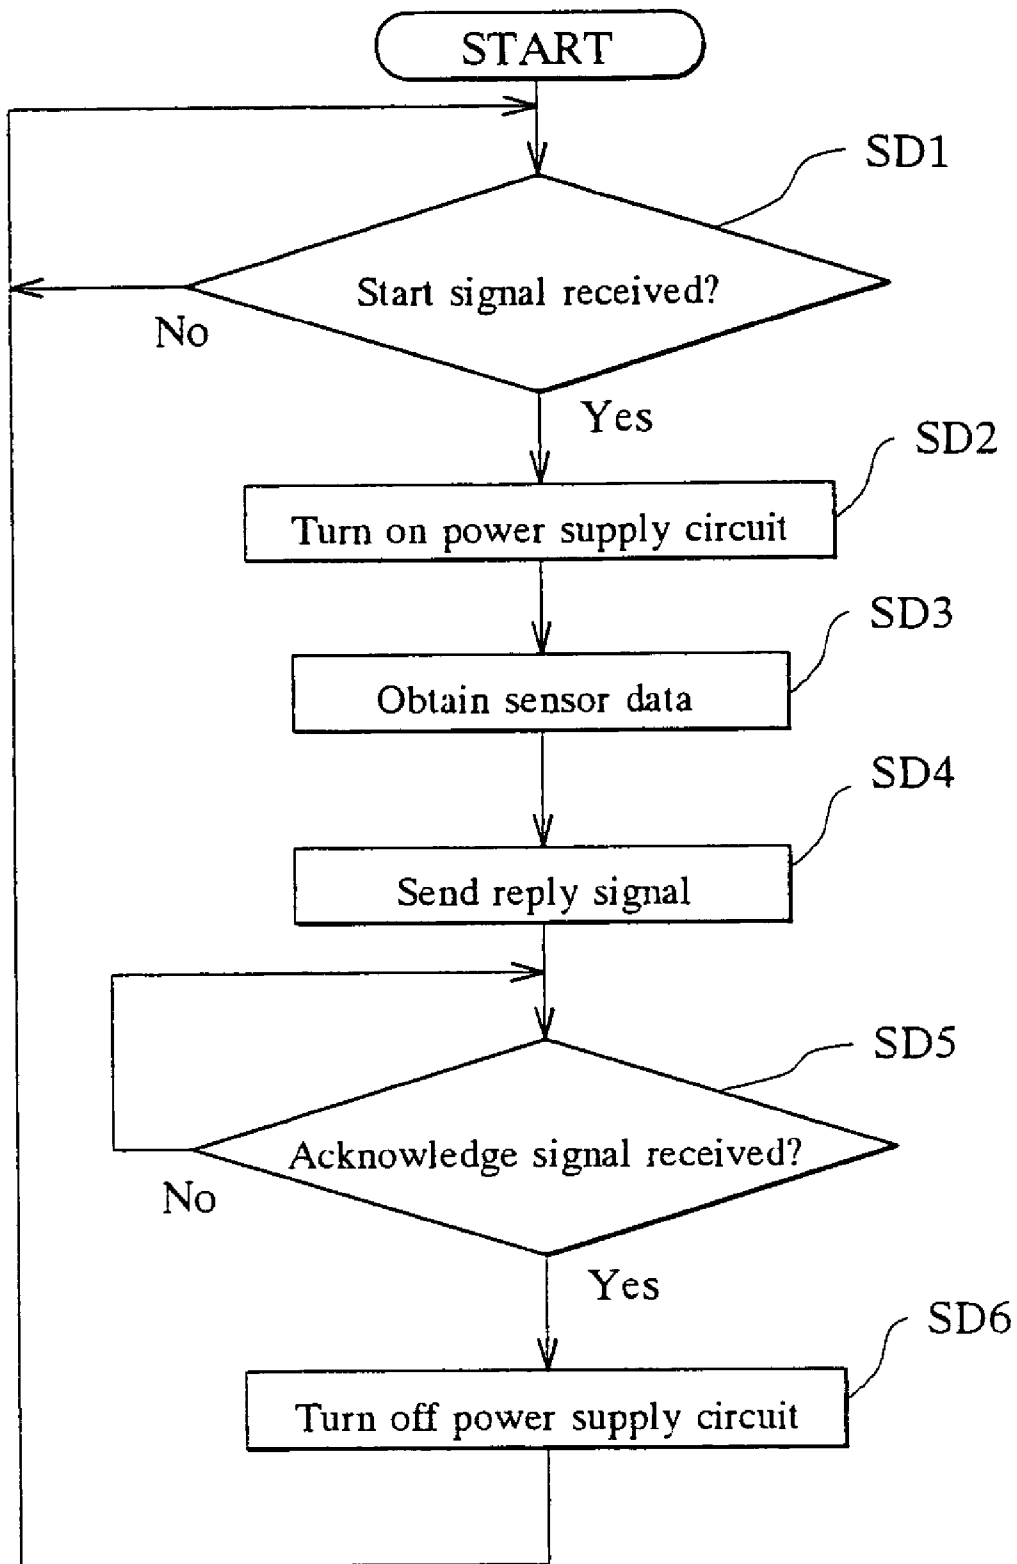 START
SD1
Start signal received?
No
Yes
SD2
Turn on power supply circuit
SD3
Obtain sensor data
SD4
Send reply signal
SD5
Acknowledge signal received?
No
Yes
SD6
Turn off power supply circuit